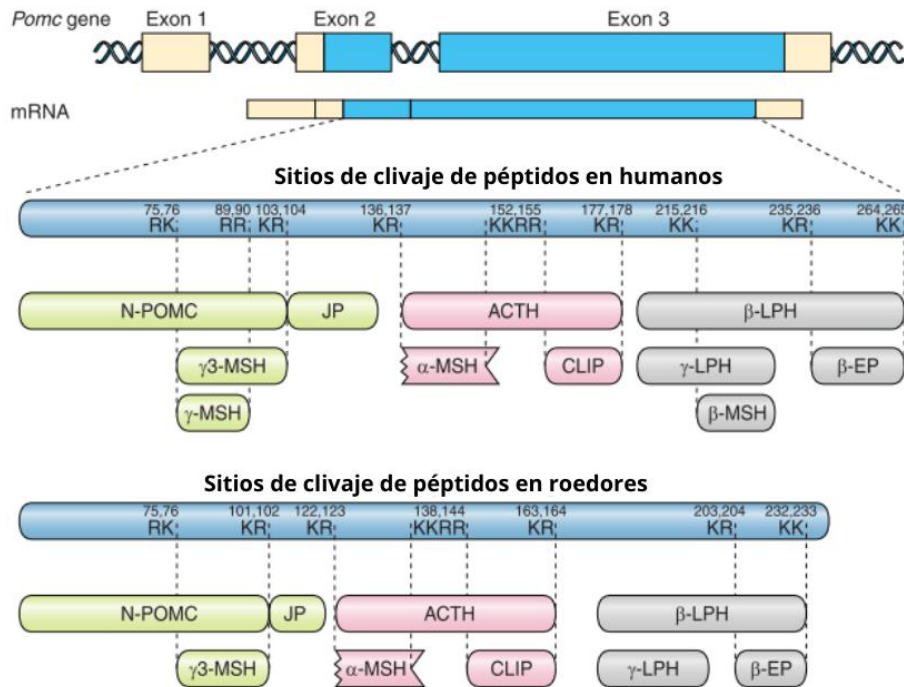 Pomc gene Exon 1 Exon 2 Exon 3
mRNA
Sitios de clivaje de péptidos en humanos
75,76 89,90 103,104 136,137 152,155 177,178 215,216 235,236 264,265
RK RR KR KR KKRR KR KK KR KK
N-POMC JP ACTH β-LPH
γ3-MSH α-MSH CLIP γ-LPH β-EP
γ-MSH β-MSH
Sitios de clivaje de péptidos en roedores
75,76 101,102 122,123 138,144 163,164 203,204 232,233
RK KR KR KKRR KR KR KK
N-POMC JP ACTH β-LPH
γ3-MSH α-MSH CLIP γ-LPH β-EP